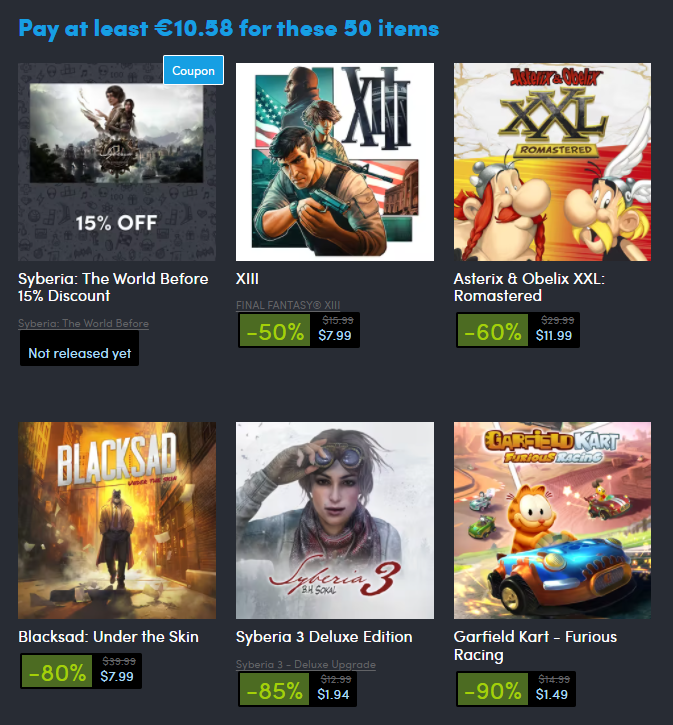 Pay at least €10.58 for these 50 items
Coupon
Syberia
15% OFF
XIII
Asterix & Obelix
XXL
ROMASTERED
Syberia: The World Before
15% Discount
Syberia: The World Before
Not released yet
XIII
FINAL FANTASY® XIII
-50%
$15.99
$7.99
Asterix & Obelix XXL:
Romastered
-60%
$29.99
$11.99
BLACKSAD
UNDER THE SKIN
Syberia 3
B.H. SOKAL
GARFIELD KART
FURIOUS RACING
Blacksad: Under the Skin
-80%
$39.99
$7.99
Syberia 3 Deluxe Edition
Syberia 3 - Deluxe Upgrade
-85%
$12.99
$1.94
Garfield Kart - Furious
Racing
-90%
$14.99
$1.49